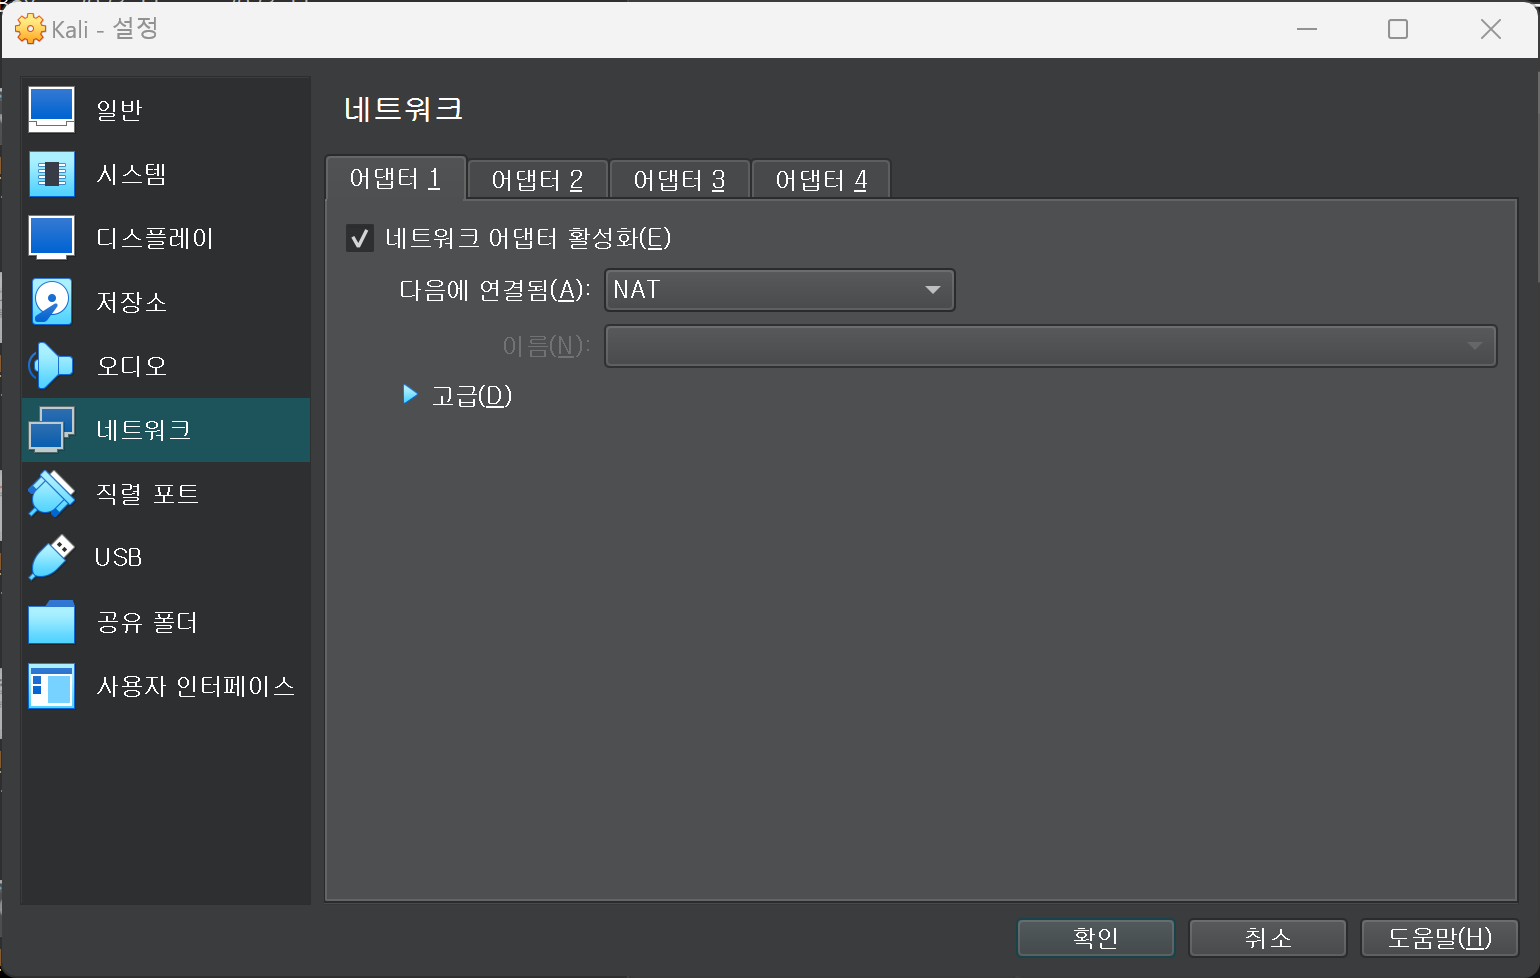 Kali - 설정
일반
시스템
디스플레이
저장소
오디오
네트워크
직렬 포트
USB
공유 폴더
사용자 인터페이스
네트워크
어댑터 1
어댑터 2
어댑터 3
어댑터 4
네트워크 어댑터 활성화(E)
다음에 연결됨(A): NAT
이름(N):
고급(D)
확인
취소
도움말(H)